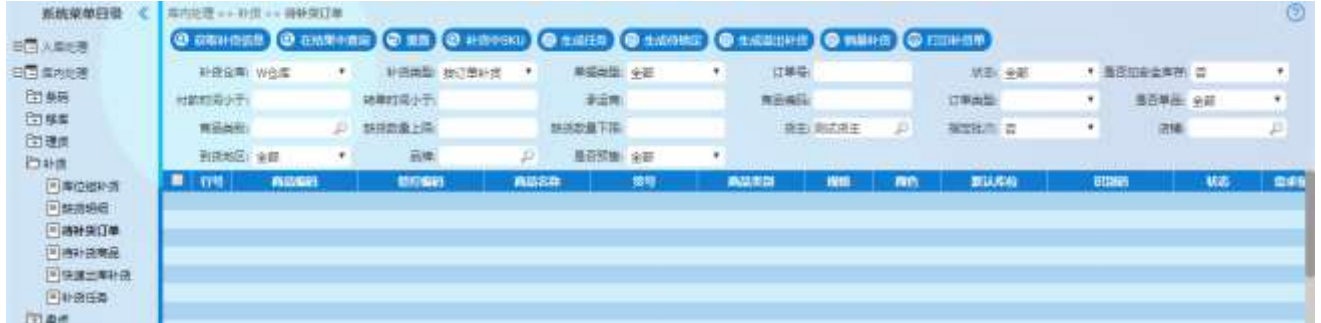 系统菜单目录 《
入库处理
库内处理
条码
移库
理货
补货
库位组补货
缺货明细
待补货订单
待补货商品
快速出库补货
补货任务
盘点
库内处理 >> 补货 >> 待补货订单
获取补货信息 在结果中查询 重置 补货中SKU 生成任务 生成待锁定 生成溢出补货 销量补货 打印补货单
补货仓库: W仓库 补货类型: 按订单补货 单据类型: 全部 订单号: 状态: 全部 是否加安全库存: 否
付款时间小于: 转单时间小于: 承运商: 商品编码: 订单类型: 是否单品: 全部
商品类别: 缺货数量上限: 缺货数量下限: 货主: 测试货主 指定批次: 否 店铺:
到货地区: 全部 品牌: 是否预售: 全部
行号 商品编码 商品名称 货号 商品类别 规格 颜色 默认库位 状态